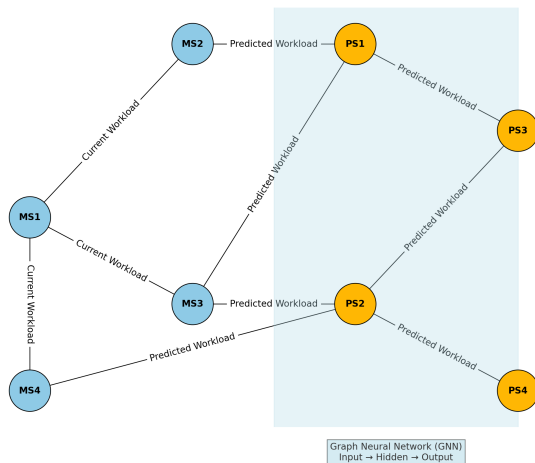 MS2
Predicted Workload
PS1
Predicted Workload
PS3
Current Workload
Predicted Workload
Predicted Workload
MS1
Current Workload
Current Workload
MS3
Predicted Workload
PS2
Predicted Workload
Predicted Workload
MS4
PS4
Graph Neural Network (GNN)
Input → Hidden → Output